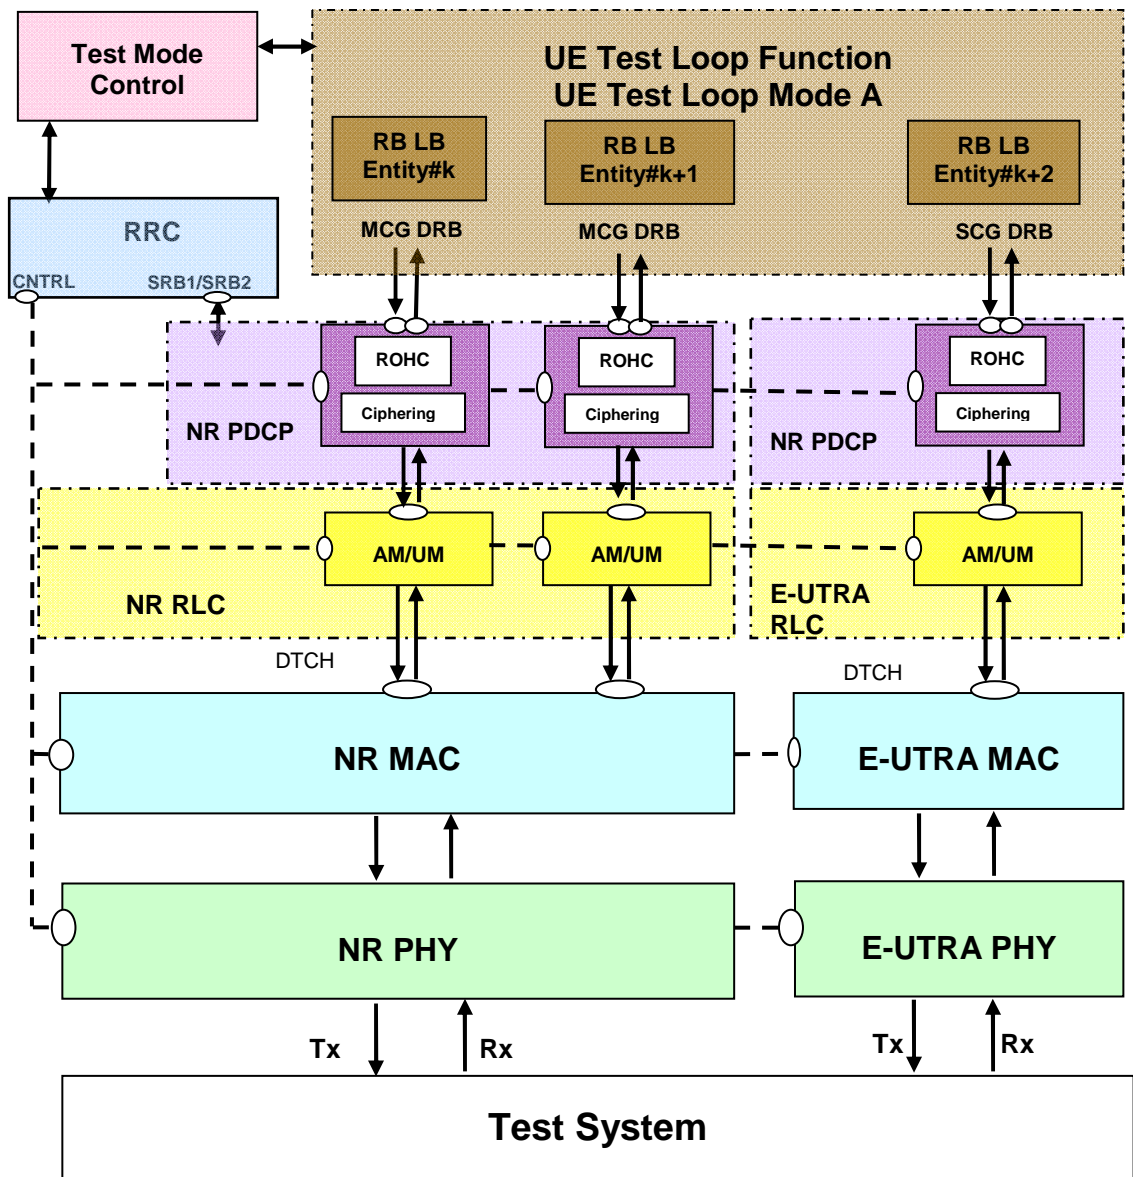 Test Mode
Control
UE Test Loop Function
UE Test Loop Mode A
RB LB
Entity#k
RB LB
Entity#k+1
RB LB
Entity#k+2
MCG DRB
MCG DRB
SCG DRB
RRC
CNTRL
SRB1/SRB2
ROHC
Ciphering
ROHC
Ciphering
ROHC
Ciphering
NR PDCP
NR PDCP
AM/UM
AM/UM
AM/UM
NR RLC
E-UTRA
RLC
DTCH
DTCH
NR MAC
E-UTRA MAC
NR PHY
E-UTRA PHY
Tx
Rx
Tx
Rx
Test System